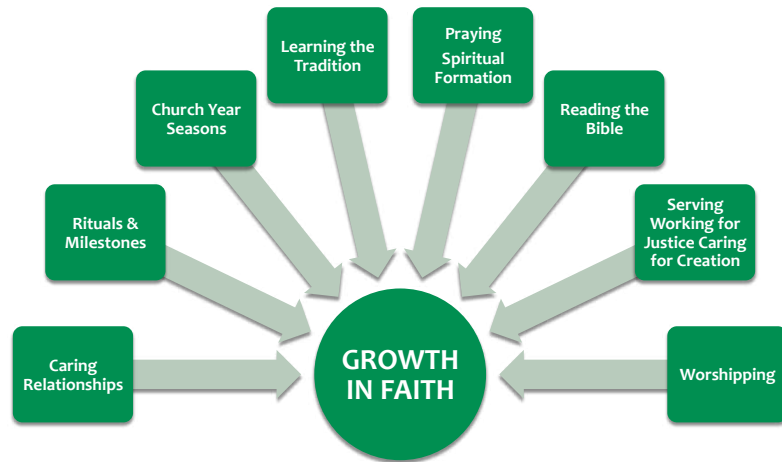 Caring
Relationships
Rituals &
Milestones
Church Year
Seasons
Learning the
Tradition
Praying
Spiritual
Formation
Reading the
Bible
Serving
Working for
Justice Caring
for Creation
Worshipping
GROWTH
IN FAITH